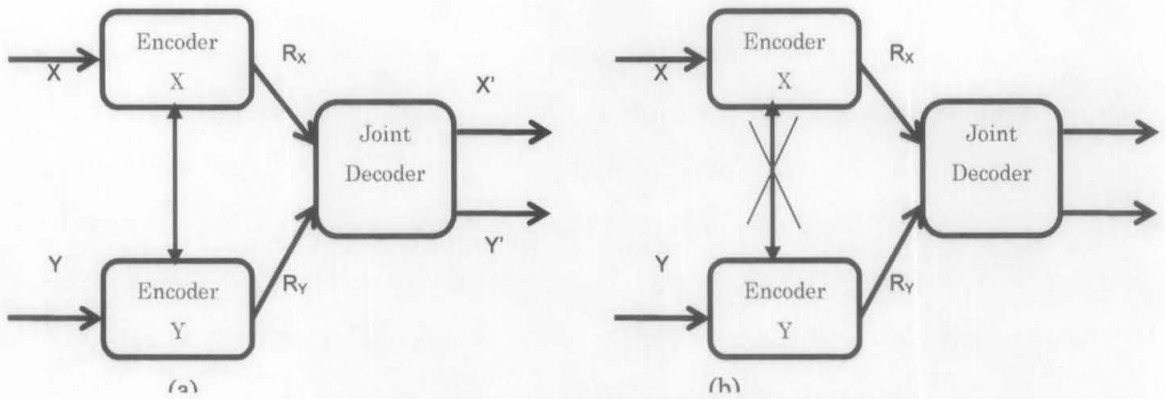 Encoder
X
X
R_X
X'
Joint
Decoder
Y'
Y
R_Y
Encoder
Y
(a)
Encoder
X
X
R_X
Joint
Decoder
Y
R_Y
Encoder
Y
(b)